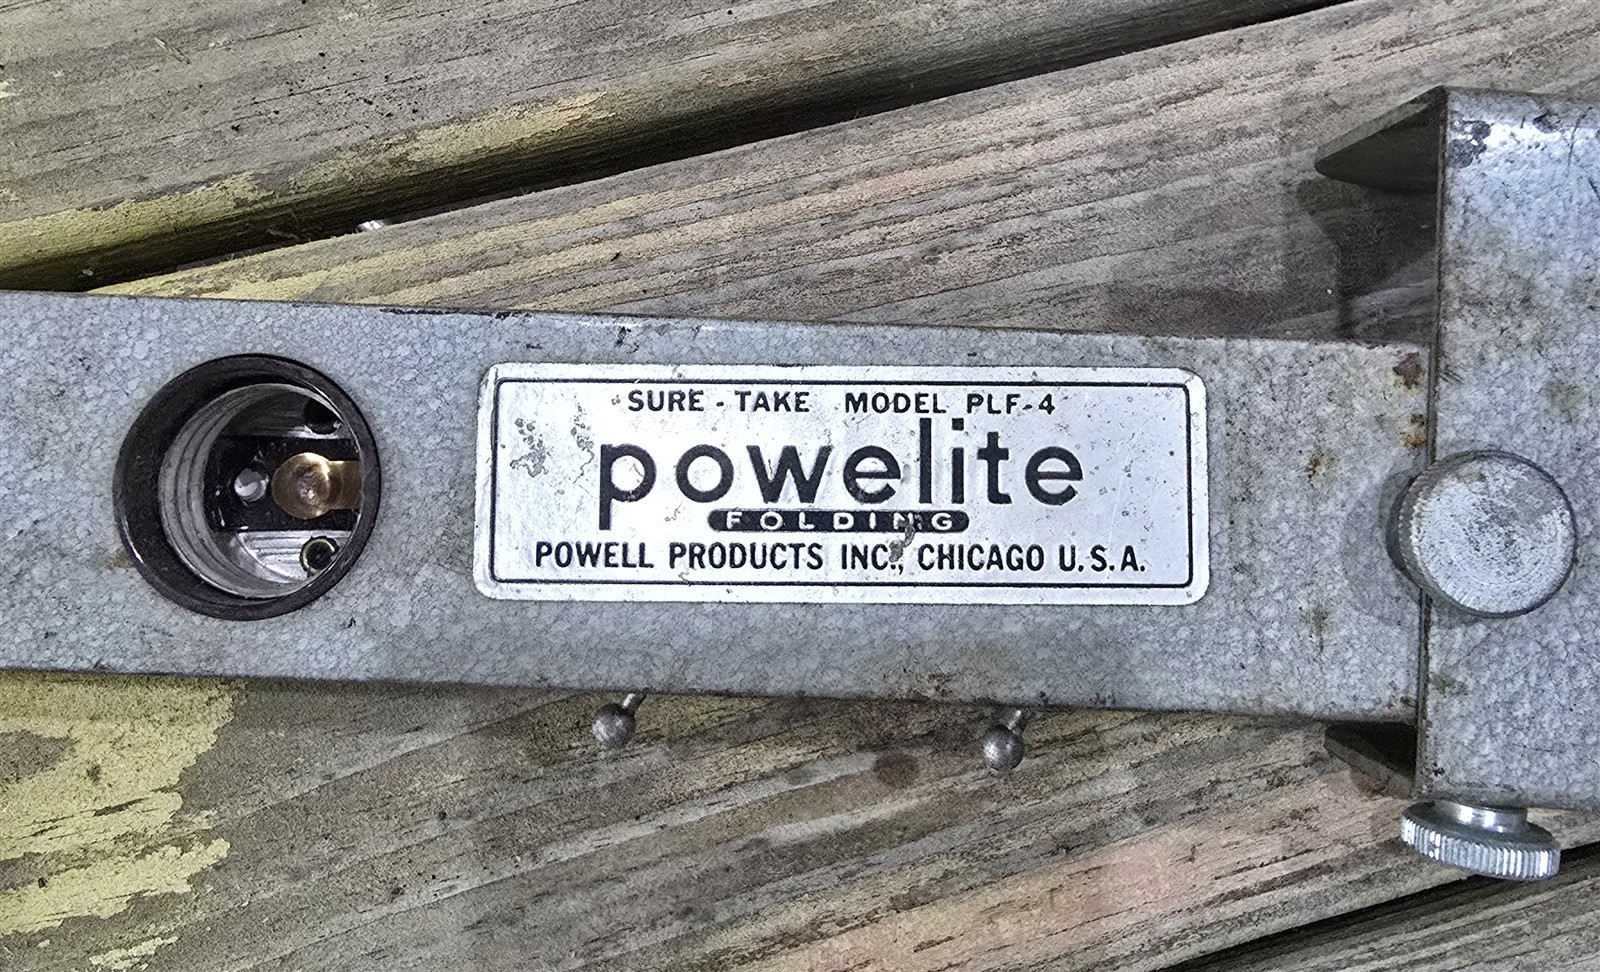 SURE-TAKE MODEL PLF-4
powelite
FOLDING
POWELL PRODUCTS INC., CHICAGO U.S.A.